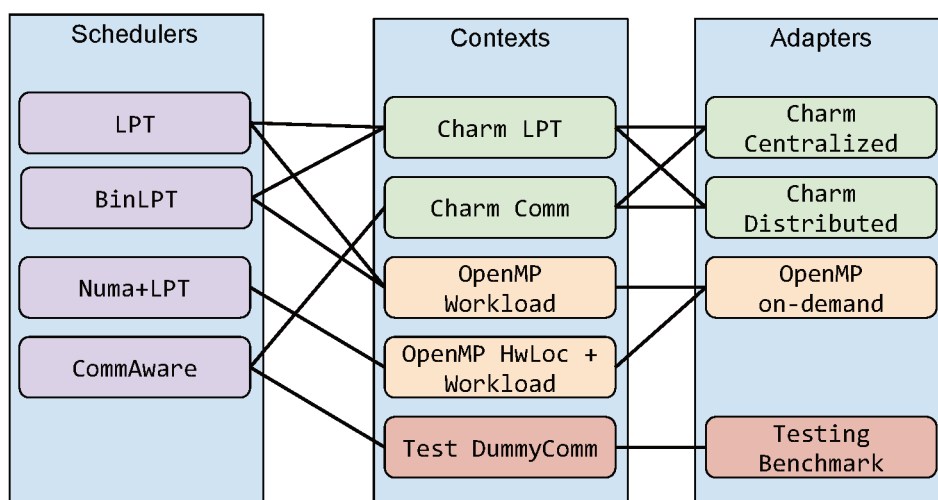 Schedulers
LPT
BinLPT
Numa+LPT
CommAware
Contexts
Charm LPT
Charm Comm
OpenMP
Workload
OpenMP HwLoc +
Workload
Test DummyComm
Adapters
Charm
Centralized
Charm
Distributed
OpenMP
on-demand
Testing
Benchmark